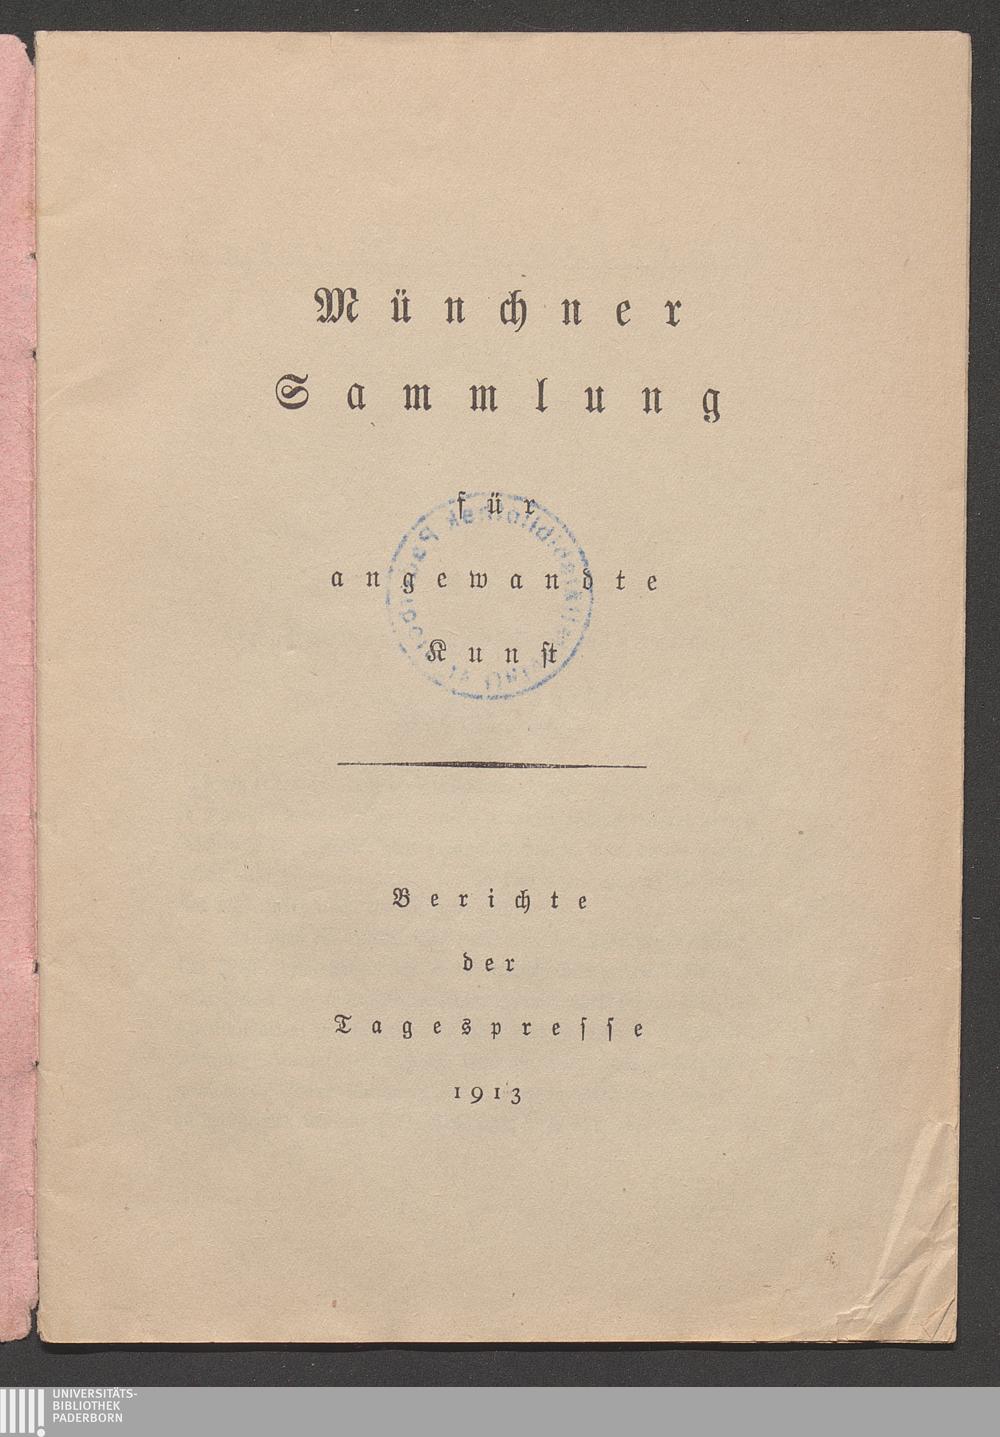 Münchner
Sammlung
für
angewandte
Kunst
Berichte
der
Tagespreſſe
1913
UNIVERSITÄTS-
BIBLIOTHEK
PADERBORN